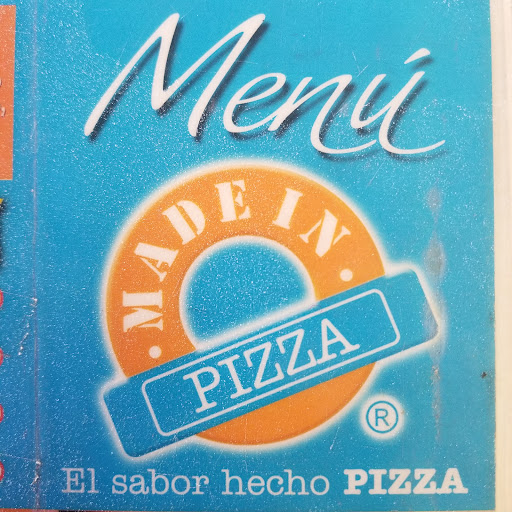 Menú
· MADE IN ·
PIZZA
®
El sabor hecho PIZZA